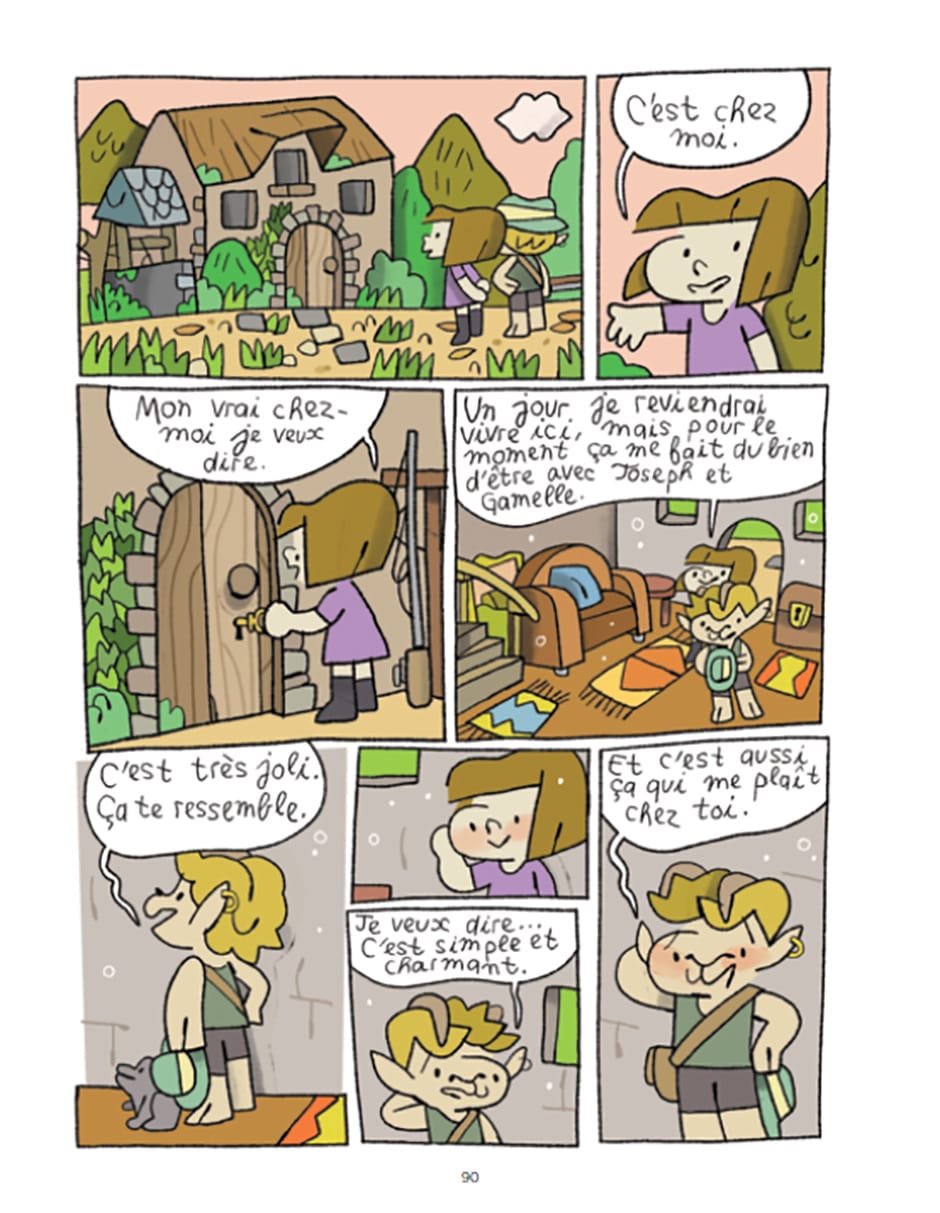 C'est chez
moi.
Mon vrai chez-
moi je veux
dire.
Un jour, je reviendrai
vivre ici, mais pour le
moment ça me fait du bien
d'être avec Joseph et
Gamelle.
C'est très joli.
Ça te ressemble.
Je veux dire...
C'est simple et
charmant.
Et c'est aussi
ça qui me plaît
chez toi.
90